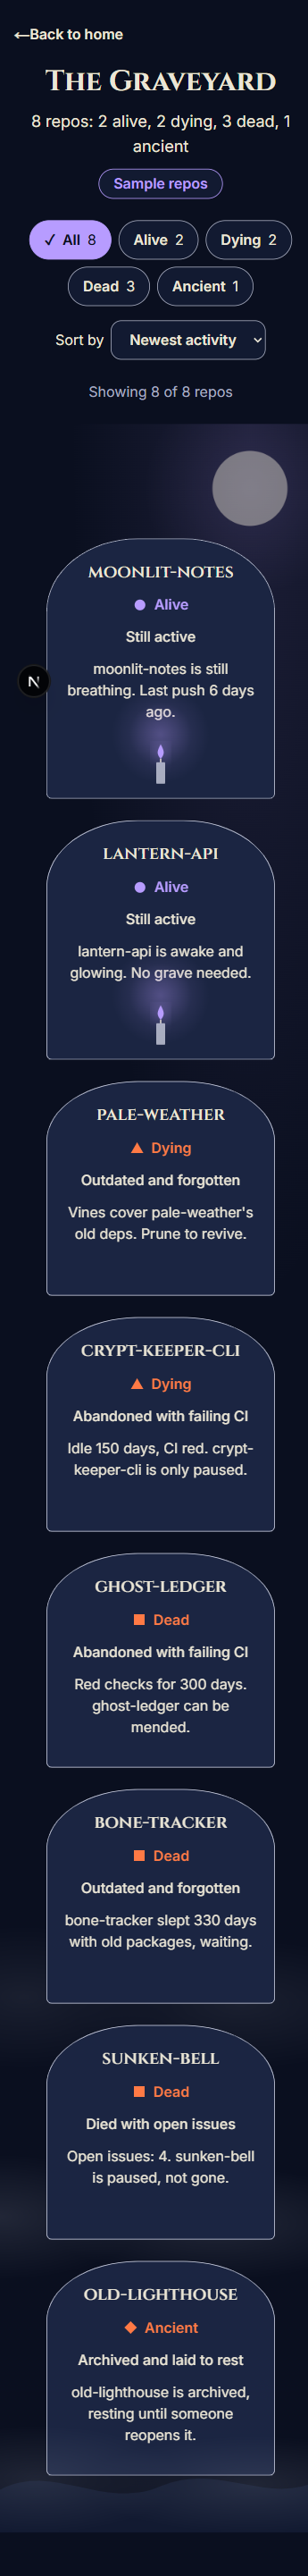 ←Back to home
The Graveyard
8 repos: 2 alive, 2 dying, 3 dead, 1
ancient
Sample repos
✓ All 8
Alive 2
Dying 2
Dead 3
Ancient 1
Sort by Newest activity
Showing 8 of 8 repos
MOONLIT-NOTES
Alive
Still active
moonlit-notes is still
breathing. Last push 6 days
ago.
N
LANTERN-API
Alive
Still active
lantern-api is awake and
glowing. No grave needed.
PALE-WEATHER
Dying
Outdated and forgotten
Vines cover pale-weather's
old deps. Prune to revive.
CRYPT-KEEPER-CLI
Dying
Abandoned with failing CI
Idle 150 days, CI red. crypt-
keeper-cli is only paused.
GHOST-LEDGER
Dead
Abandoned with failing CI
Red checks for 300 days.
ghost-ledger can be
mended.
BONE-TRACKER
Dead
Outdated and forgotten
bone-tracker slept 330 days
with old packages, waiting.
SUNKEN-BELL
Dead
Died with open issues
Open issues: 4. sunken-bell
is paused, not gone.
OLD-LIGHTHOUSE
Ancient
Archived and laid to rest
old-lighthouse is archived,
resting until someone
reopens it.